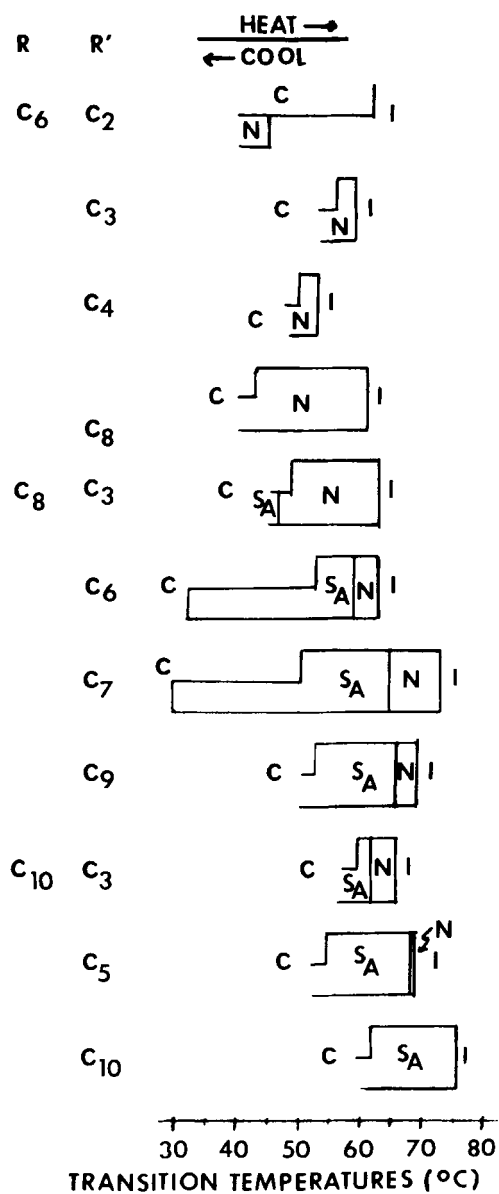 HEAT →
R R′
← COOL
C
C6 C2 I
N
C3 C I
N
C4 I
C N
C N I
C8
C8 C3 C SA N I
C6 C SA N I
C7 C SA N I
C9 C SA N I
C10 C3 C SA N I
N
C5 C SA I
C10 C SA I
30 40 50 60 70 80
TRANSITION TEMPERATURES (°C)